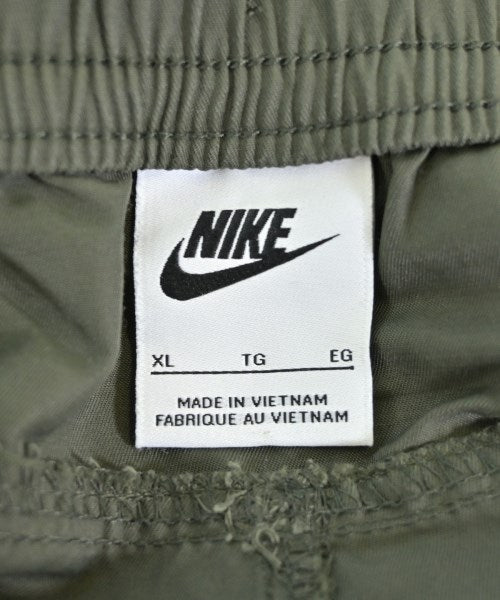 NIKE
XL TG EG
MADE IN VIETNAM
FABRIQUE AU VIETNAM